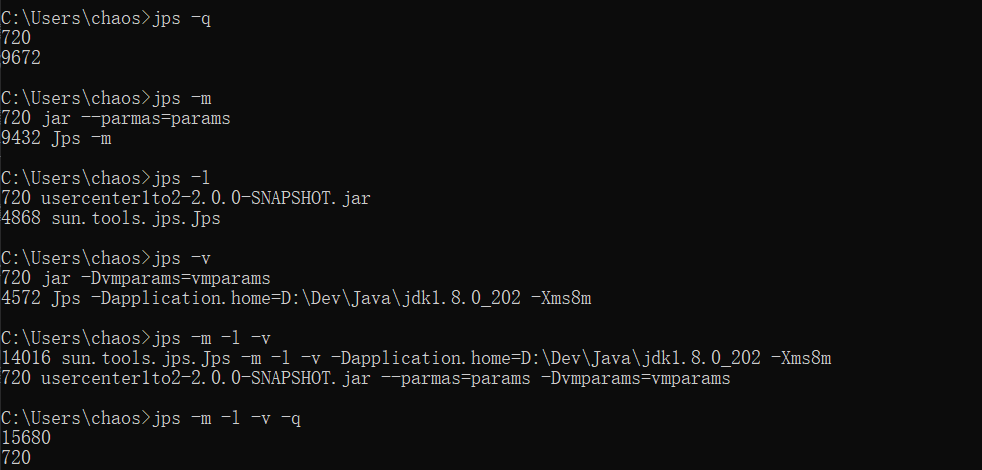 C:\Users\chaos>jps -q
720
9672
C:\Users\chaos>jps -m
720 jar --parmas=params
9432 Jps -m
C:\Users\chaos>jps -l
720 usercenter1to2-2.0.0-SNAPSHOT.jar
4868 sun.tools.jps.Jps
C:\Users\chaos>jps -v
720 jar -Dvmparams=vmparams
4572 Jps -Dapplication.home=D:\Dev\Java\jdk1.8.0_202 -Xms8m
C:\Users\chaos>jps -m -l -v
14016 sun.tools.jps.Jps -m -l -v -Dapplication.home=D:\Dev\Java\jdk1.8.0_202 -Xms8m
720 usercenter1to2-2.0.0-SNAPSHOT.jar --parmas=params -Dvmparams=vmparams
C:\Users\chaos>jps -m -l -v -q
15680
720